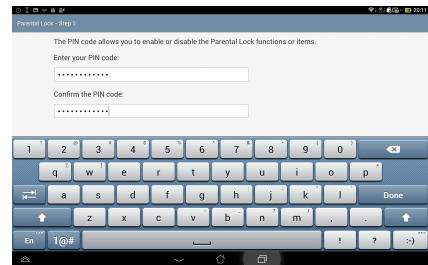 20:11
Parental Lock - Step 1
The PIN code allows you to enable or disable the Parental Lock functions or items.
Enter your PIN code:
••••••••••••
Confirm the PIN code:
••••••••••••
1 2 @ 3 # 4 $ 5 % 6 ^ 7 & 8 * 9 ( 0 )
q w e r t y u i o p
a s d f g h j k l Done
z x c v b n m , .
En 1@# ! ? :-)